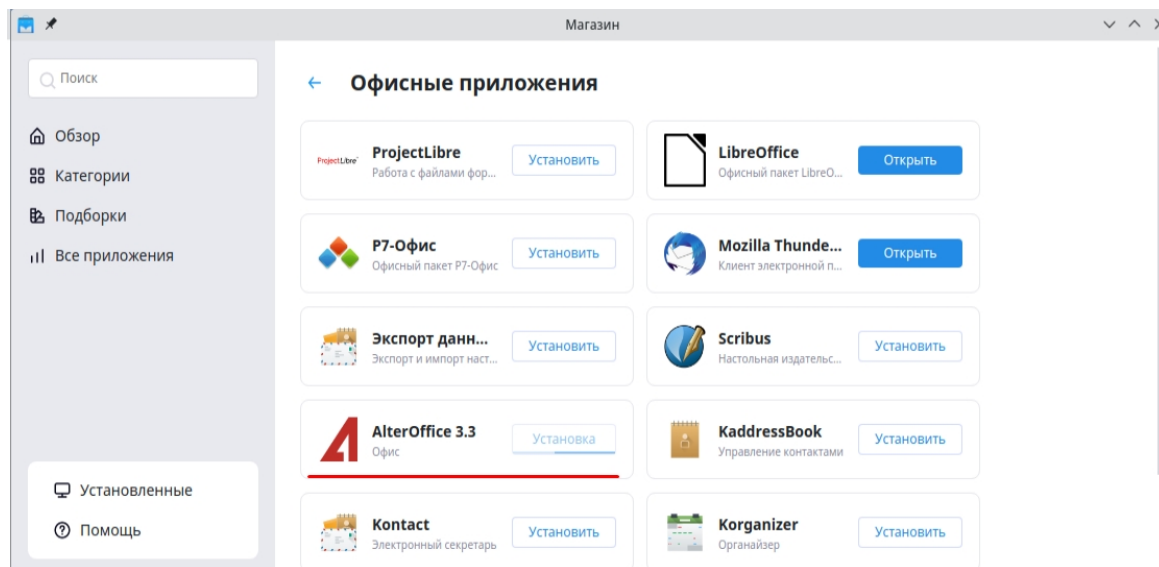 Магазин
Поиск
Обзор
Категории
Подборки
Все приложения
Установленные
Помощь
Офисные приложения
ProjectLibre
ProjectLibre
Работа с файлами фор...
Установить
LibreOffice
Офисный пакет LibreO...
Открыть
Р7-Офис
Офисный пакет Р7-Офис
Установить
Mozilla Thunde...
Клиент электронной п...
Открыть
Экспорт данн...
Экспорт и импорт наст...
Установить
Scribus
Настольная издательс...
Установить
AlterOffice 3.3
Офис
Установка
KaddressBook
Управление контактами
Установить
Kontact
Электронный секретарь
Установить
Korganizer
Органайзер
Установить